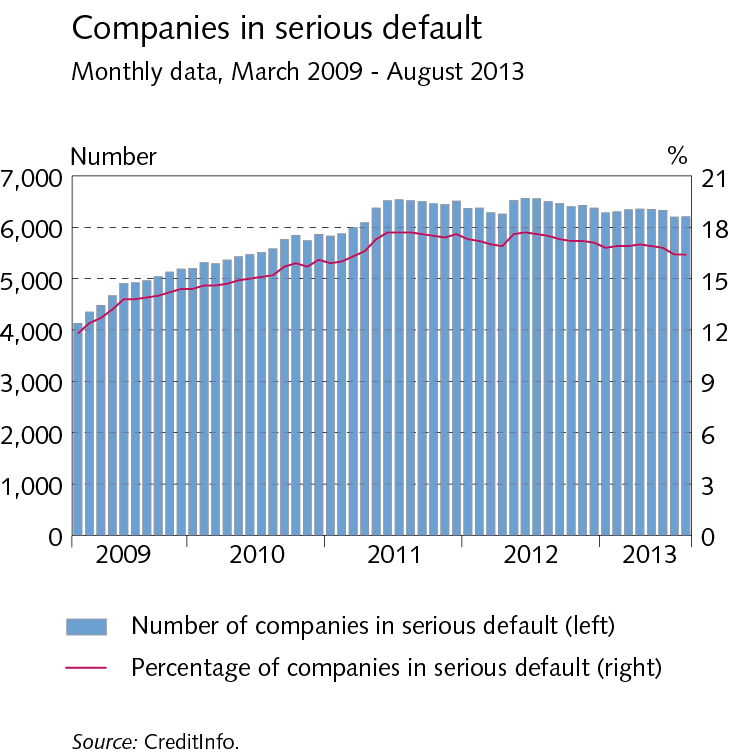 Companies in serious default
Monthly data, March 2009 - August 2013
Number %
7,000 21
6,000 18
5,000 15
4,000 12
3,000 9
2,000 6
1,000 3
0 0
2009 2010 2011 2012 2013
Number of companies in serious default (left)
Percentage of companies in serious default (right)
Source: CreditInfo.